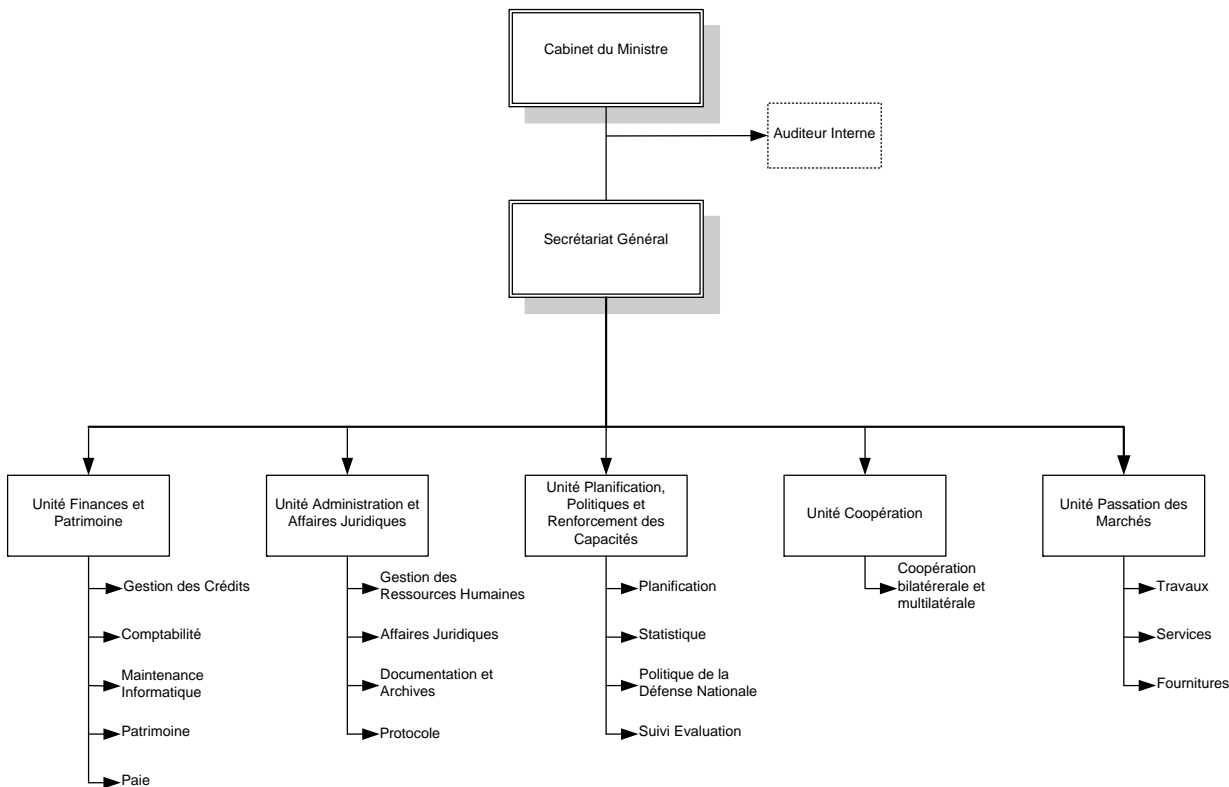 Cabinet du Ministre
Auditeur Interne
Secrétariat Général
Unité Finances et
Patrimoine
Gestion des Crédits
Comptabilité
Maintenance
Informatique
Patrimoine
Paie
Unité Administration et
Affaires Juridiques
Gestion des
Ressources Humaines
Affaires Juridiques
Documentation et
Archives
Protocole
Unité Planification,
Politiques et
Renforcement des
Capacités
Planification
Statistique
Politique de la
Défense Nationale
Suivi Evaluation
Unité Coopération
Coopération
bilatérerale et
multilatérale
Unité Passation des
Marchés
Travaux
Services
Fournitures